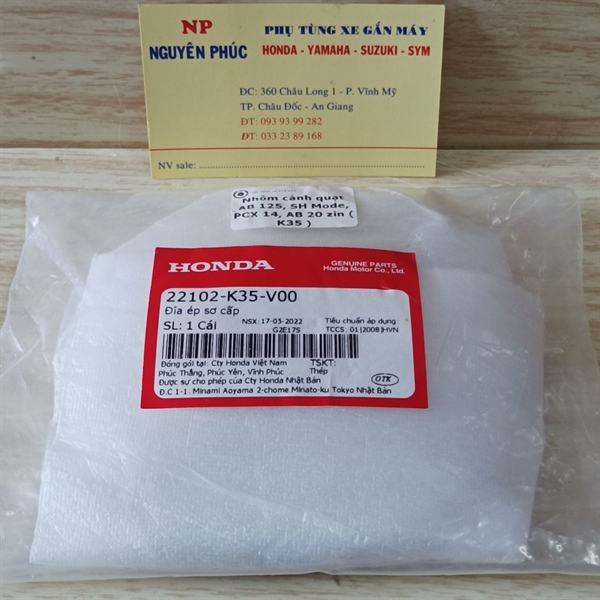 NP
NGUYÊN PHÚC
PHỤ TÙNG XE GẮN MÁY
HONDA - YAMAHA - SUZUKI - SYM
ĐC: 360 Châu Long 1 - P. Vĩnh Mỹ
TP. Châu Đốc - An Giang
ĐT: 093 93 99 282
ĐT: 033 23 89 168
NV sale:
Nhôm cánh quạt
AB 125, SH Mode,
PCX 14, AB 20 zin (
K35 )
HONDA
GENUINE PARTS
Honda Motor Co., Ltd.
22102-K35-V00
Đĩa ép sơ cấp
SL: 1 Cái
NSX: 17-05-2022
G2E17S
Tiêu chuẩn áp dụng:
TCCS: 01|2008|HVN
Đóng gói tại: Cty Honda Việt Nam
Phúc Thắng, Phúc Yên, Vĩnh Phúc
TSKT:
Thép
Được sự cho phép của Cty Honda Nhật Bản
OTK
Đ.C 1-1. Minami Aoyama 2-chome.Minato-ku Tokyo Nhật Bản